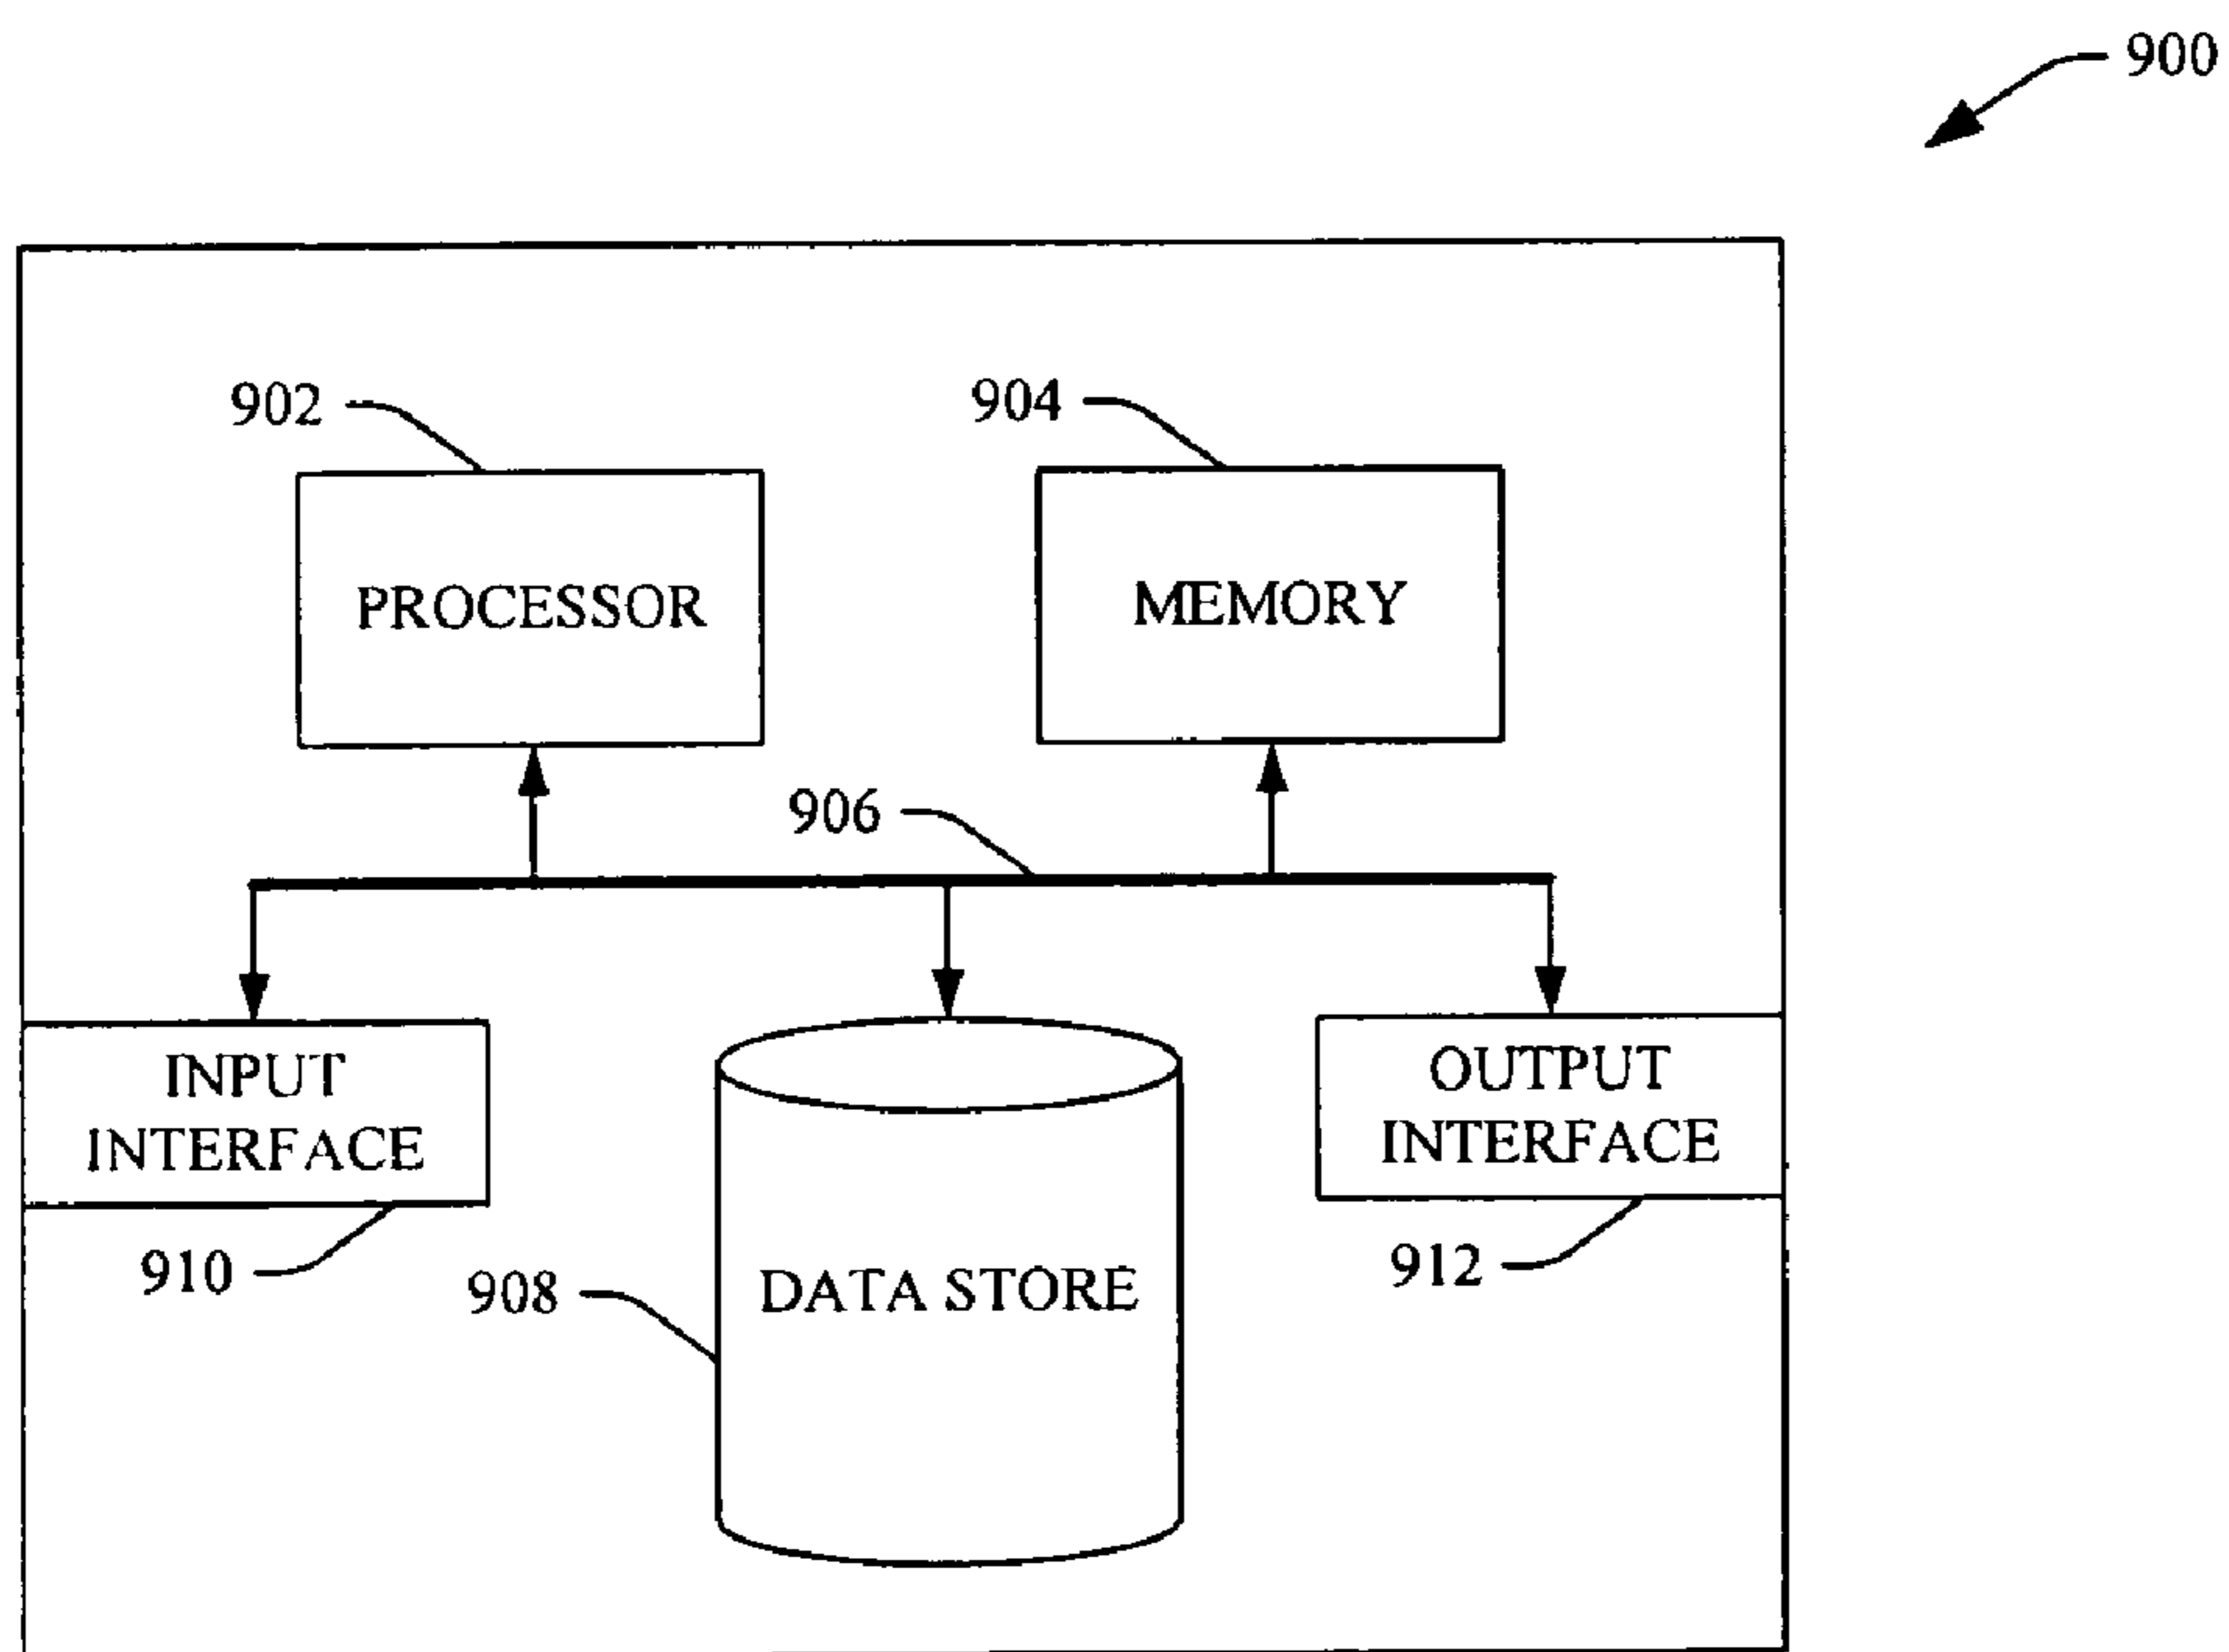 900
902
904
PROCESSOR
MEMORY
906
INPUT
INTERFACE
OUTPUT
INTERFACE
910
908
DATA STORE
912